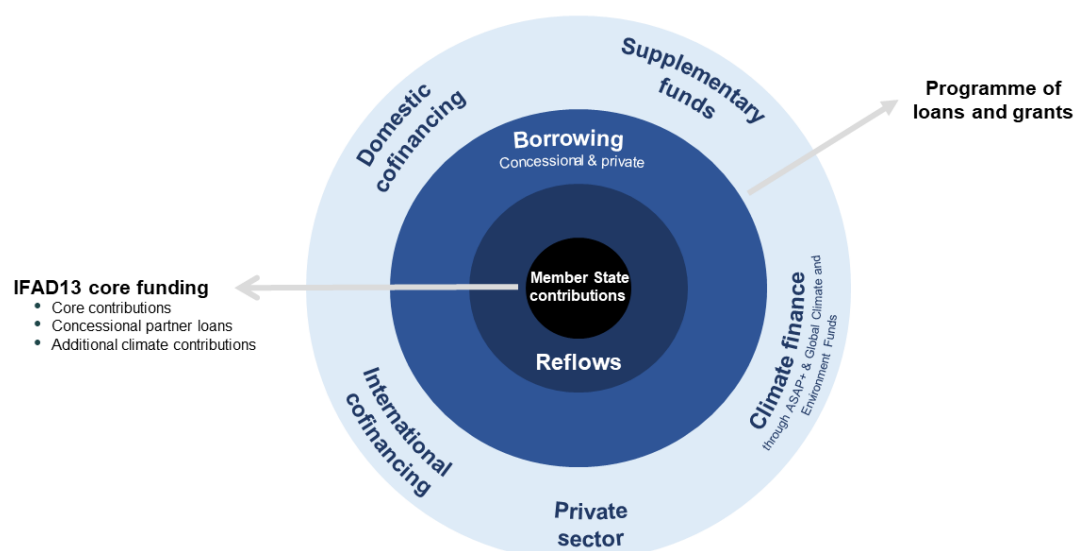 Supplementary
funds
Domestic
cofinancing
Programme of
loans and grants
Borrowing
Concessional & private
Member State
contributions
IFAD13 core funding
• Core contributions
• Concessional partner loans
• Additional climate contributions
Reflows
Climate finance
through ASAP+ & Global Climate and
Environment Funds
International
cofinancing
Private
sector